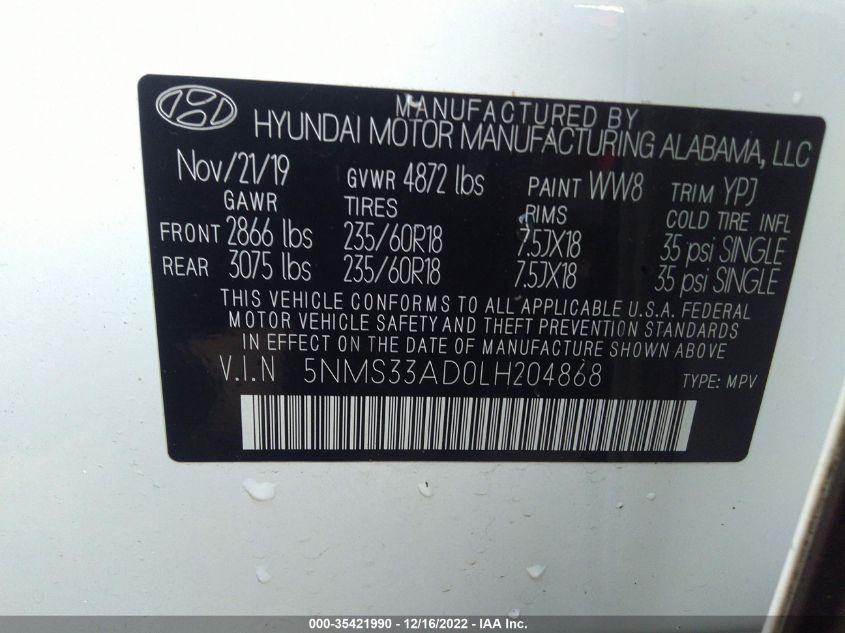 MANUFACTURED BY
HYUNDAI MOTOR MANUFACTURING ALABAMA, LLC
Nov/21/19 GVWR 4872 lbs PAINT WW8 TRIM YPJ
GAWR TIRES RIMS COLD TIRE INFL
FRONT 2866 lbs 235/60R18 7.5JX18 35 psi SINGLE
REAR 3075 lbs 235/60R18 7.5JX18 35 psi SINGLE
THIS VEHICLE CONFORMS TO ALL APPLICABLE U.S.A. FEDERAL
MOTOR VEHICLE SAFETY AND THEFT PREVENTION STANDARDS
IN EFFECT ON THE DATE OF MANUFACTURE SHOWN ABOVE
V.I.N 5NMS33AD0LH204868 TYPE: MPV
000-35421990 - 12/16/2022 - IAA, Inc.